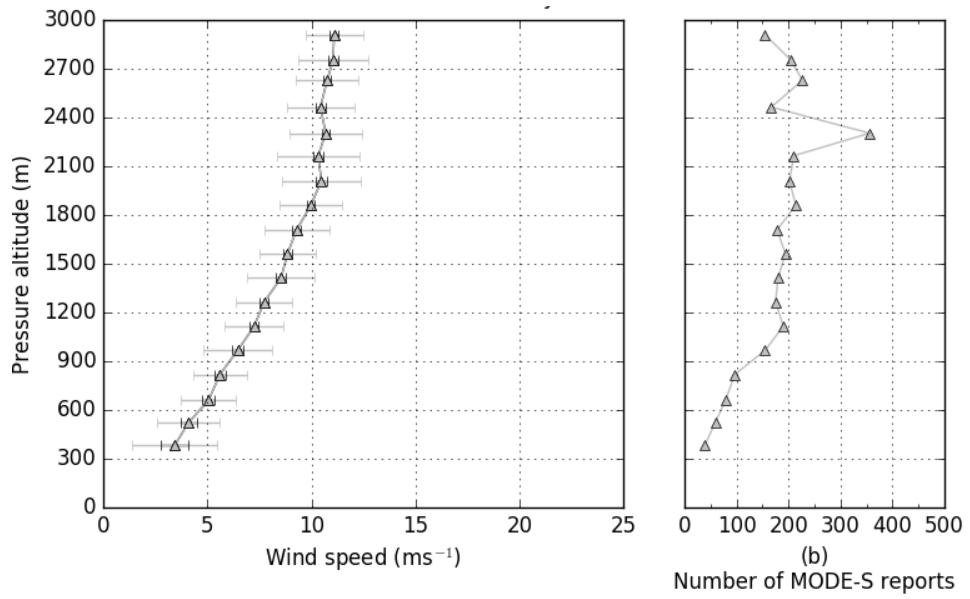 3000
2700
2400
2100
1800
1500
1200
900
600
300
0
Pressure altitude (m)
0 5 10 15 20 25
Wind speed (ms⁻¹)
0 100 200 300 400 500
(b)
Number of MODE-S reports